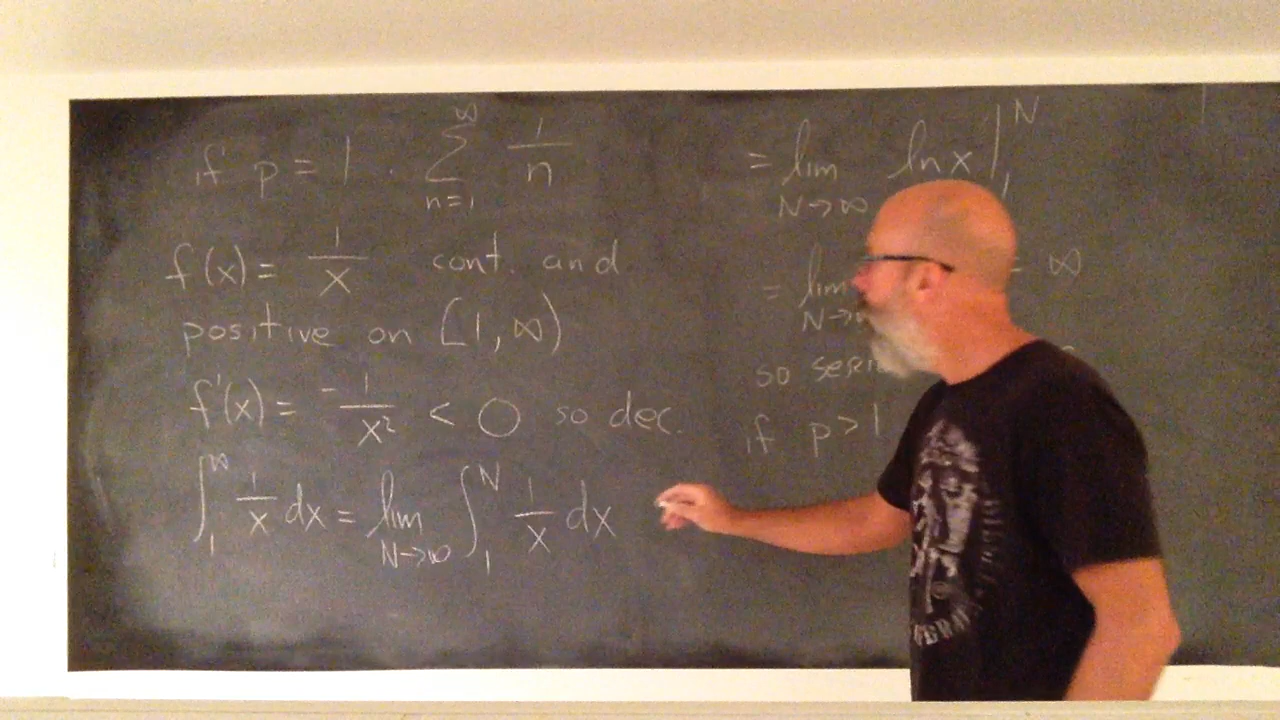 if p = 1 . ∑_{n=1}^{∞} 1/n
f(x) = 1/x cont. and
positive on [1, ∞)
f'(x) = -1/x² < 0 so dec.
∫_1^∞ 1/x dx = lim_{N→∞} ∫_1^N 1/x dx
= lim_{N→∞} ln x |_1^N
= lim = ∞
so
if p > 1